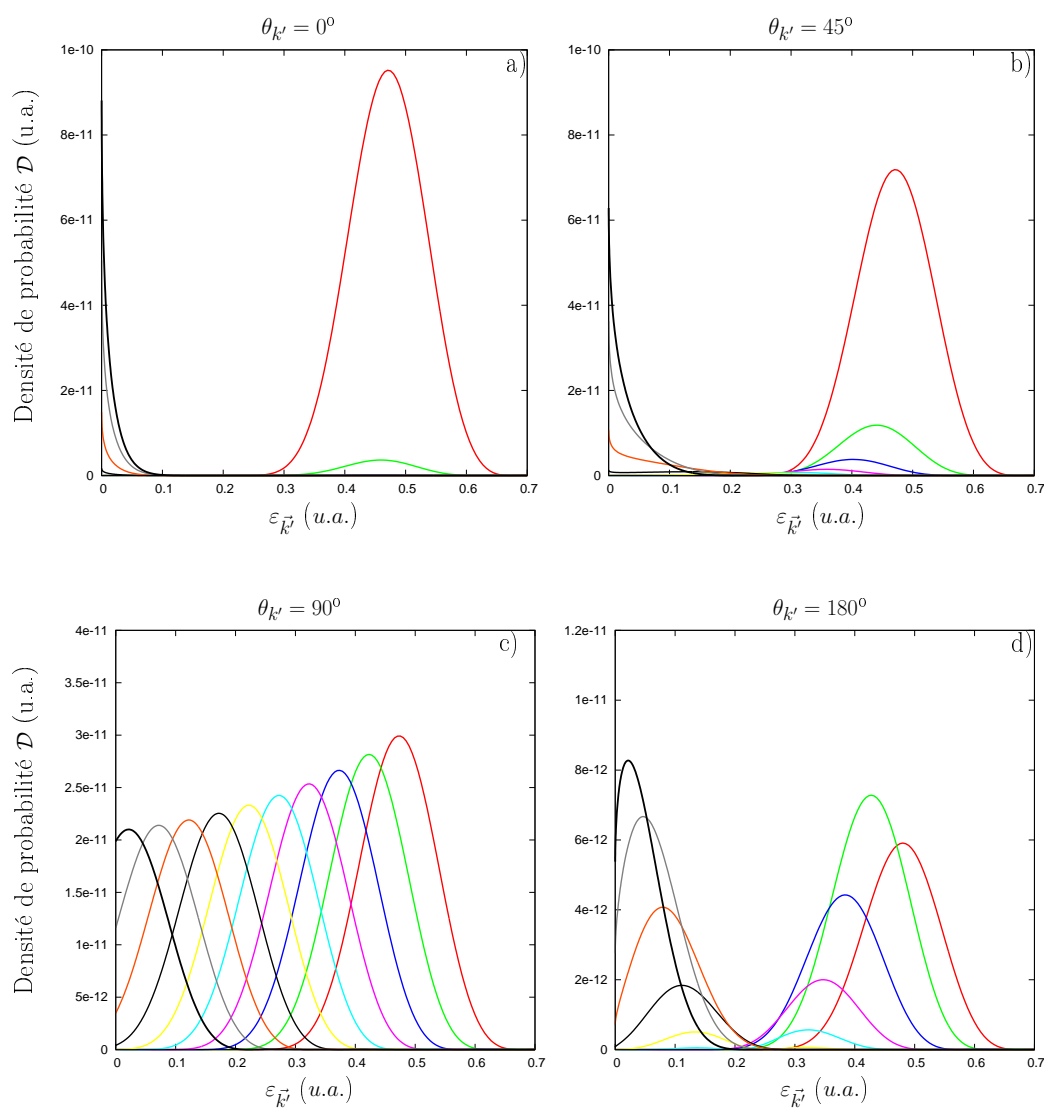 θ_{k′} = 0°
θ_{k′} = 45°
a)
b)
Densité de probabilité 𝒟 (u.a.)
1e-10
8e-11
6e-11
4e-11
2e-11
0
0 0.1 0.2 0.3 0.4 0.5 0.6 0.7
ε_{k⃗′} (u.a.)
1e-10
8e-11
6e-11
4e-11
2e-11
0
0 0.1 0.2 0.3 0.4 0.5 0.6 0.7
ε_{k⃗′} (u.a.)
θ_{k′} = 90°
θ_{k′} = 180°
c)
d)
Densité de probabilité 𝒟 (u.a.)
4e-11
3.5e-11
3e-11
2.5e-11
2e-11
1.5e-11
1e-11
5e-12
0
0 0.1 0.2 0.3 0.4 0.5 0.6 0.7
ε_{k⃗′} (u.a.)
1.2e-11
1e-11
8e-12
6e-12
4e-12
2e-12
0
0 0.1 0.2 0.3 0.4 0.5 0.6 0.7
ε_{k⃗′} (u.a.)